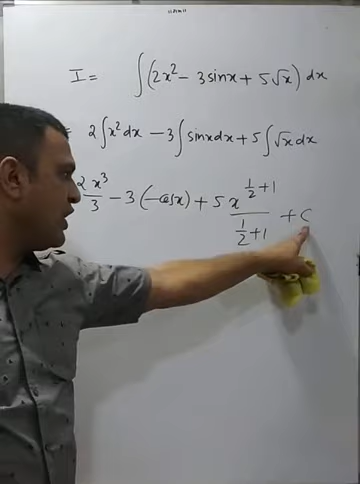 I = ∫(2x² - 3sinx + 5√x) dx
= 2∫x²dx - 3∫sinxdx + 5∫√x dx
2x³/3 - 3(-cosx) + 5 x^(1/2+1)/(1/2+1) + C